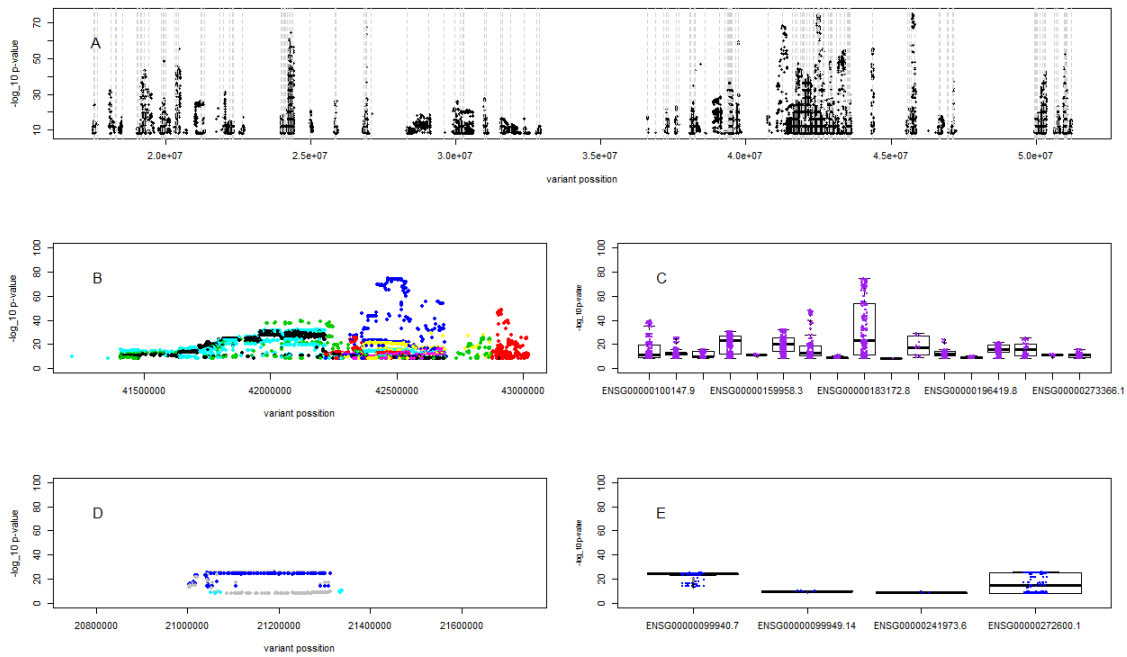 A
-log_10 p-value
10 30 50 70
2.0e+07 2.5e+07 3.0e+07 3.5e+07 4.0e+07 4.5e+07 5.0e+07
variant possition
B
-log_10 p-value
0 20 40 60 80 100
41500000 42000000 42500000 43000000
variant possition
C
-log_10 p-value
0 20 40 60 80 100
ENSG00000100147.9 ENSG00000159958.3 ENSG00000183172.8 ENSG00000196419.8 ENSG00000273366.1
D
-log_10 p-value
0 20 40 60 80 100
20800000 21000000 21200000 21400000 21600000
variant possition
E
-log_10 p-value
0 20 40 60 80 100
ENSG00000099940.7 ENSG00000099949.14 ENSG00000241973.6 ENSG00000272600.1